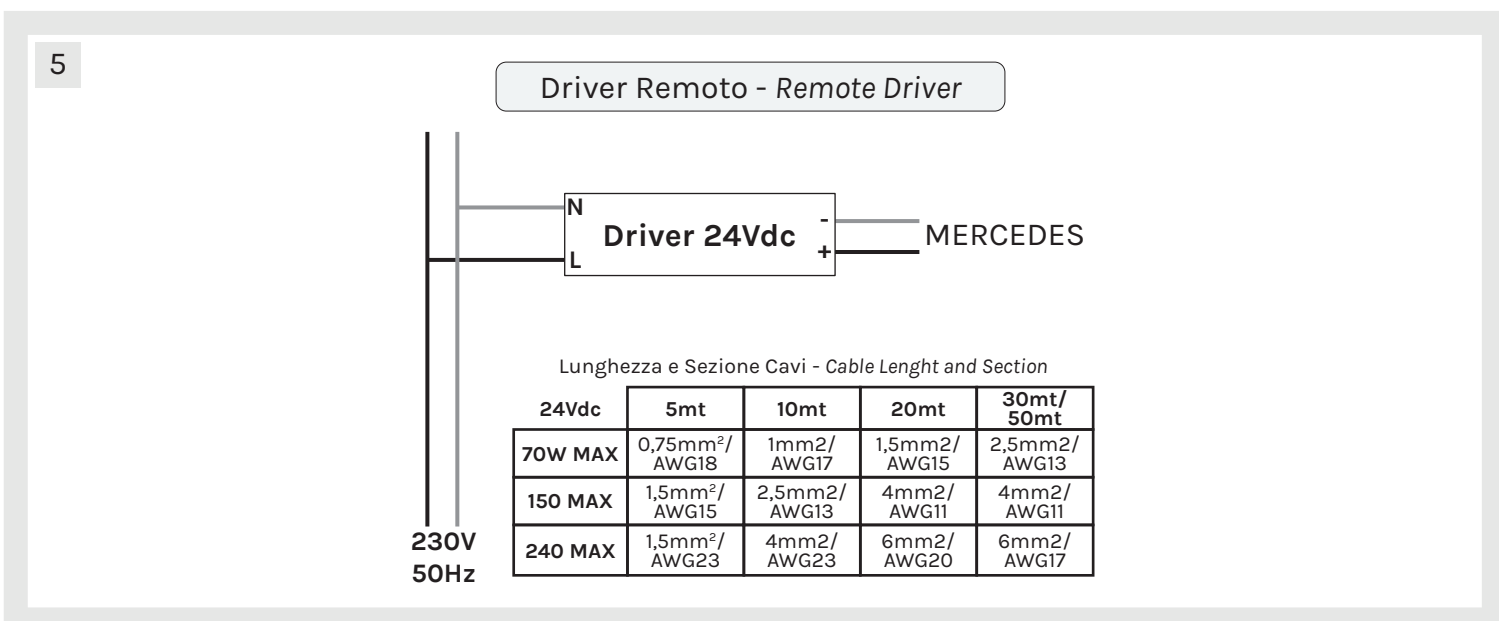 5
Driver Remoto - Remote Driver
N
L
Driver 24Vdc
-
+
MERCEDES
Lunghezza e Sezione Cavi - Cable Lenght and Section
24Vdc 5mt 10mt 20mt 30mt/
50mt
70W MAX 0,75mm²/ 1mm2/ 1,5mm2/ 2,5mm2/
AWG18 AWG17 AWG15 AWG13
150 MAX 1,5mm²/ 2,5mm2/ 4mm2/ 4mm2/
AWG15 AWG13 AWG11 AWG11
240 MAX 1,5mm²/ 4mm2/ 6mm2/ 6mm2/
AWG23 AWG23 AWG20 AWG17
230V
50Hz